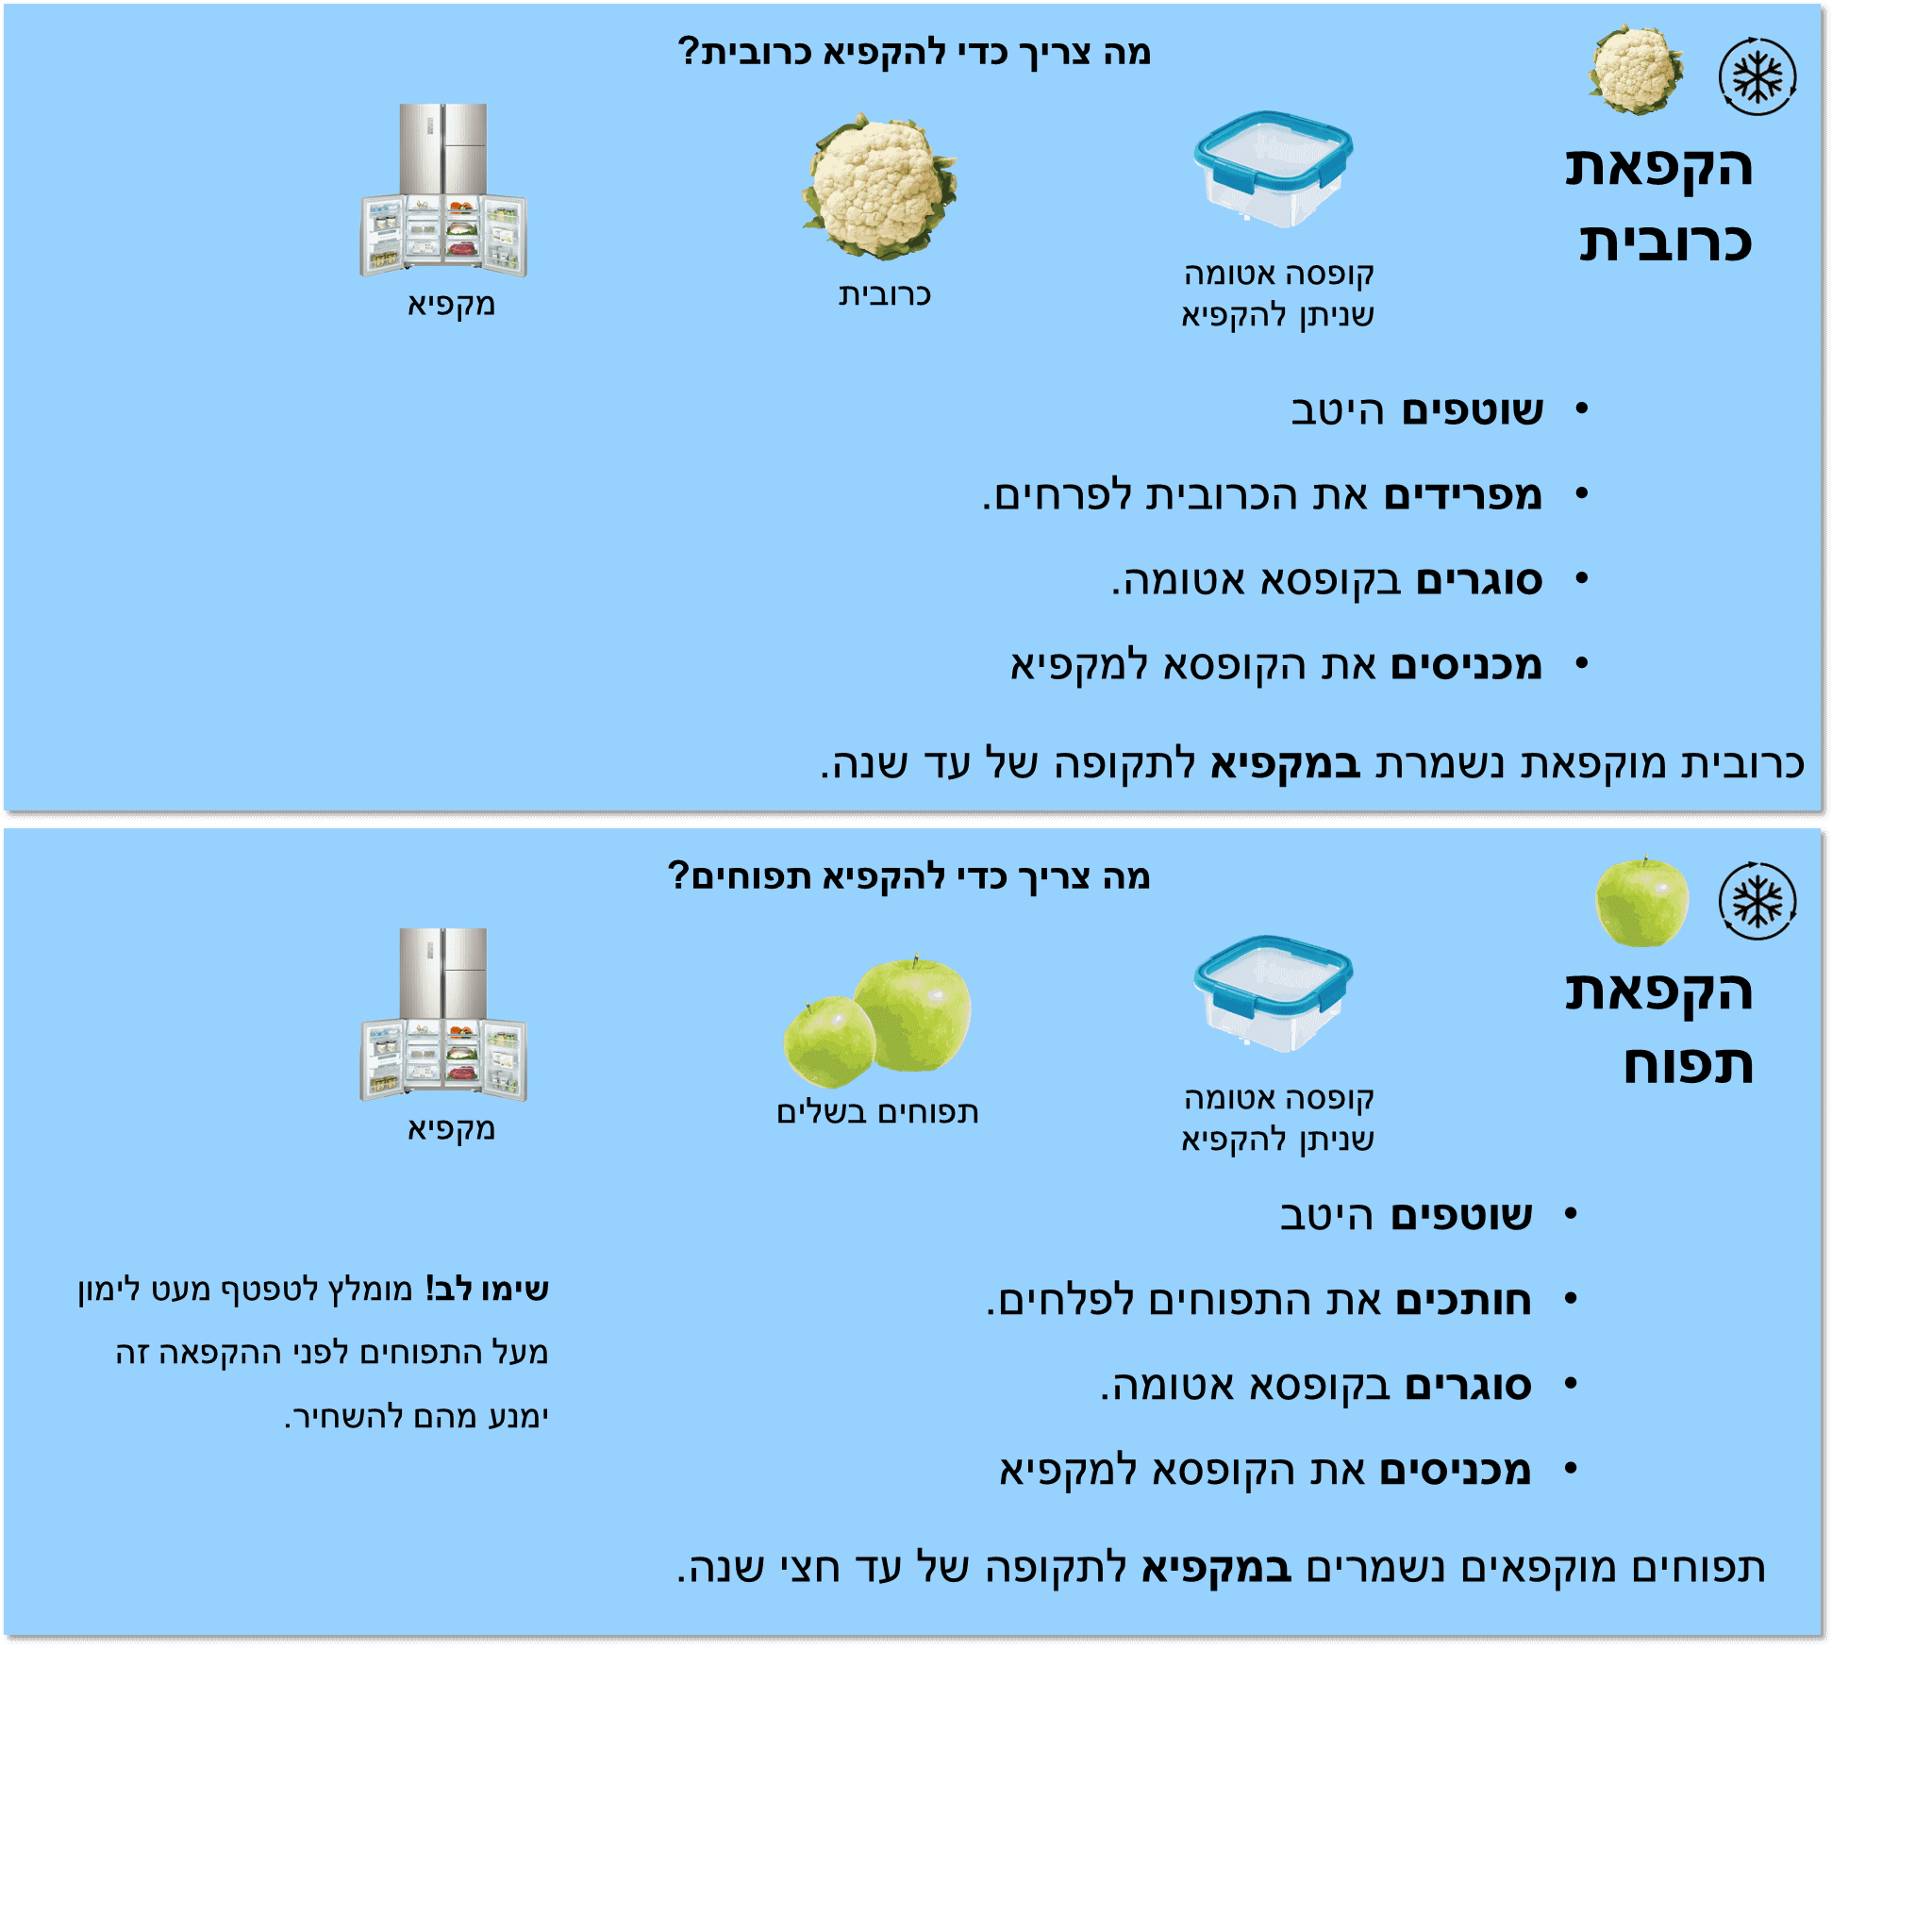 הקפאת
כרובית
מה צריך כדי להקפיא כרובית?
קופסה אטומה
שניתן להקפיא
כרובית
מקפיא
• שוטפים היטב
• מפרידים את הכרובית לפרחים.
• סוגרים בקופסא אטומה.
• מכניסים את הקופסא למקפיא
כרובית מוקפאת נשמרת במקפיא לתקופה של עד שנה.
הקפאת
תפוח
מה צריך כדי להקפיא תפוחים?
קופסה אטומה
שניתן להקפיא
תפוחים בשלים
מקפיא
• שוטפים היטב
• חותכים את התפוחים לפלחים.
• סוגרים בקופסא אטומה.
• מכניסים את הקופסא למקפיא
שימו לב! מומלץ לטפטף מעט לימון
מעל התפוחים לפני ההקפאה זה
ימנע מהם להשחיר.
תפוחים מוקפאים נשמרים במקפיא לתקופה של עד חצי שנה.